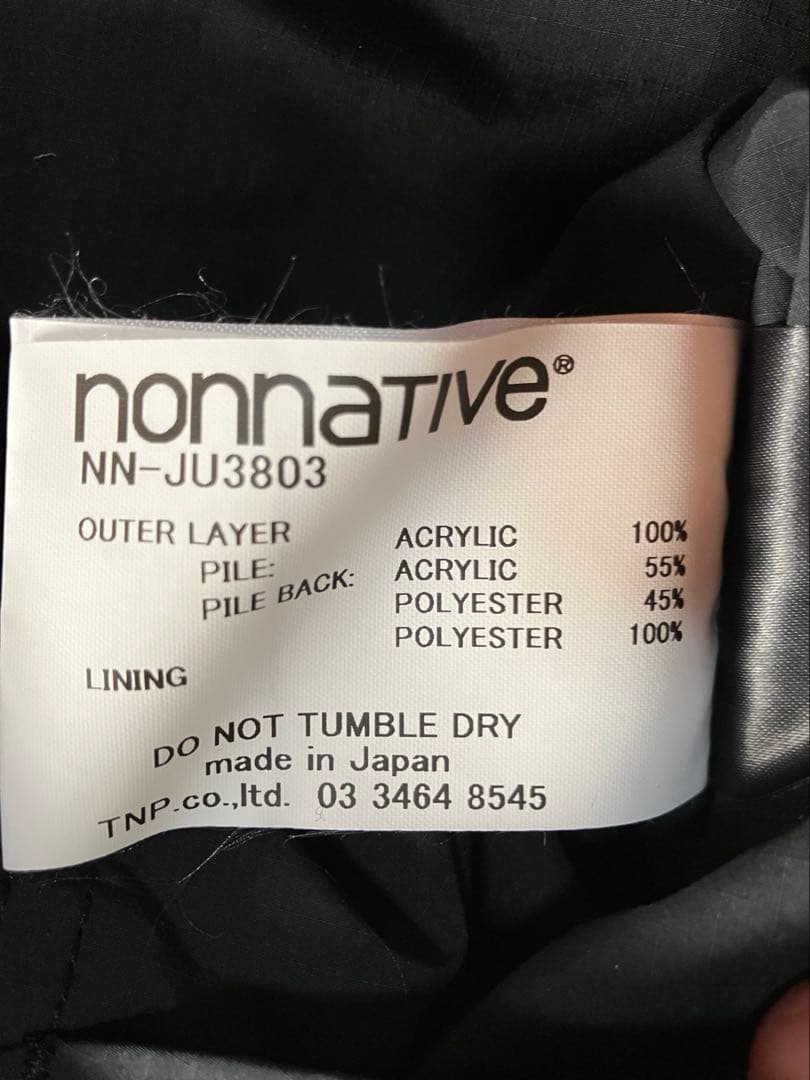 nonnative®
NN-JU3803
OUTER LAYER ACRYLIC 100%
PILE: ACRYLIC 55%
PILE BACK: POLYESTER 45%
POLYESTER 100%
LINING
DO NOT TUMBLE DRY
made in Japan
TNP.co.,ltd. 03 3464 8545